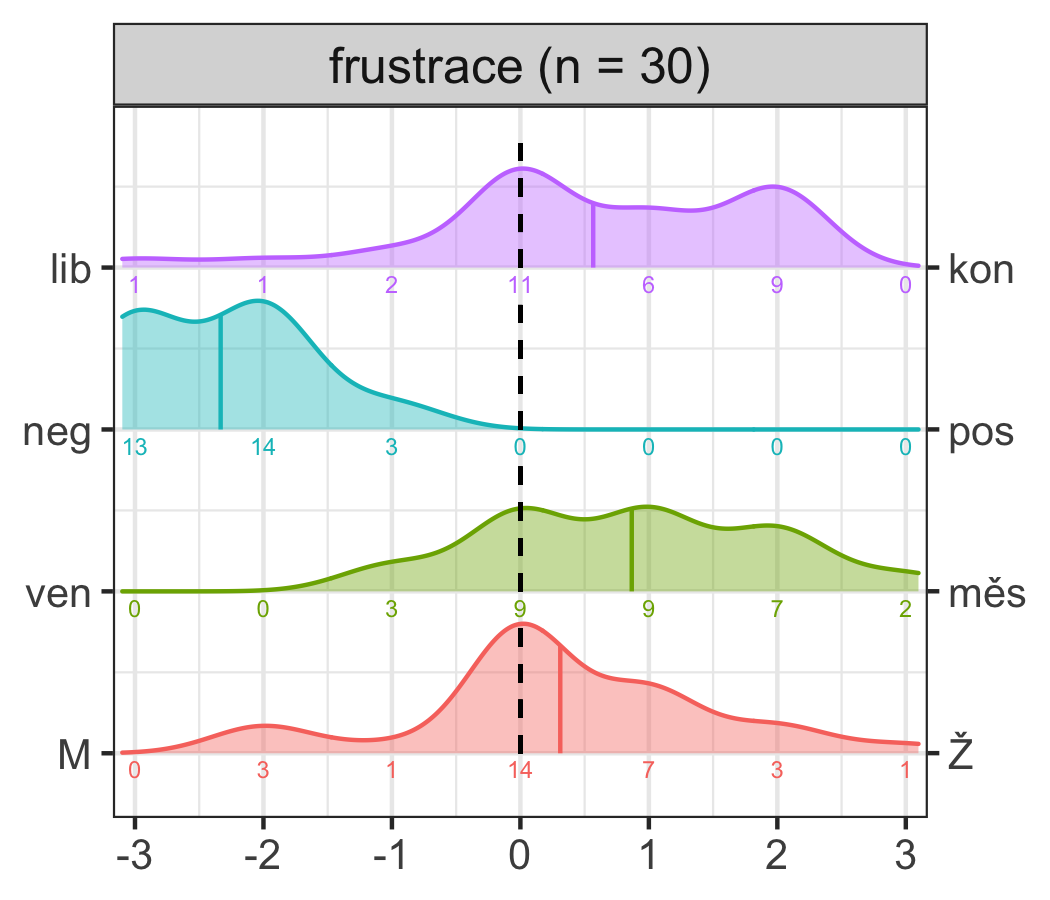 frustrace (n = 30)
lib kon
1 1 2 11 6 9 0
neg pos
13 14 3 0 0 0 0
ven měs
0 0 3 9 9 7 2
M Ž
0 3 1 14 7 3 1
-3 -2 -1 0 1 2 3